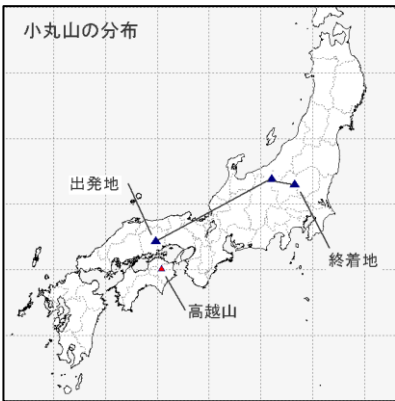 小丸山の分布
出発地
終着地
高越山